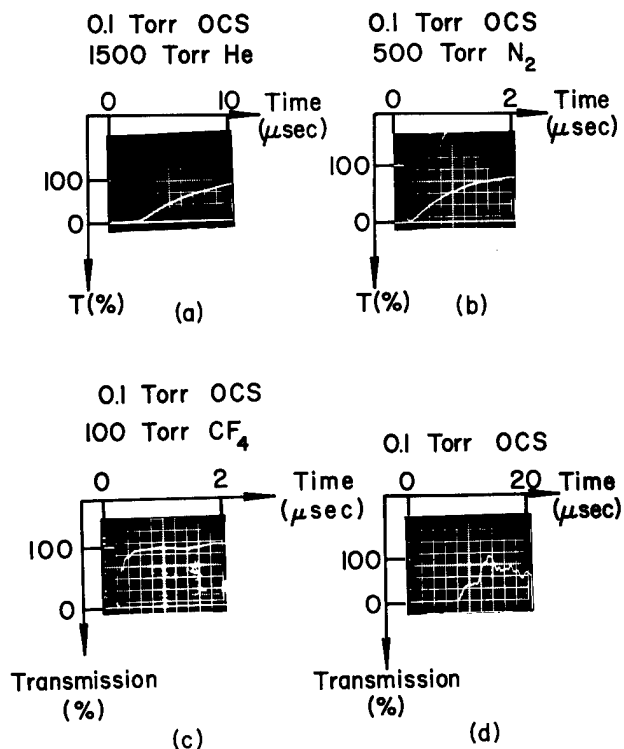 0.1 Torr OCS
1500 Torr He
0 10 Time
(μsec)
100
0
T(%)
(a)
0.1 Torr OCS
500 Torr N₂
0 2 Time
(μsec)
100
0
T(%)
(b)
0.1 Torr OCS
100 Torr CF₄
0 2 Time
(μsec)
100
0
Transmission
(%)
(c)
0.1 Torr OCS
0 20 Time
(μsec)
100
0
Transmission
(%)
(d)